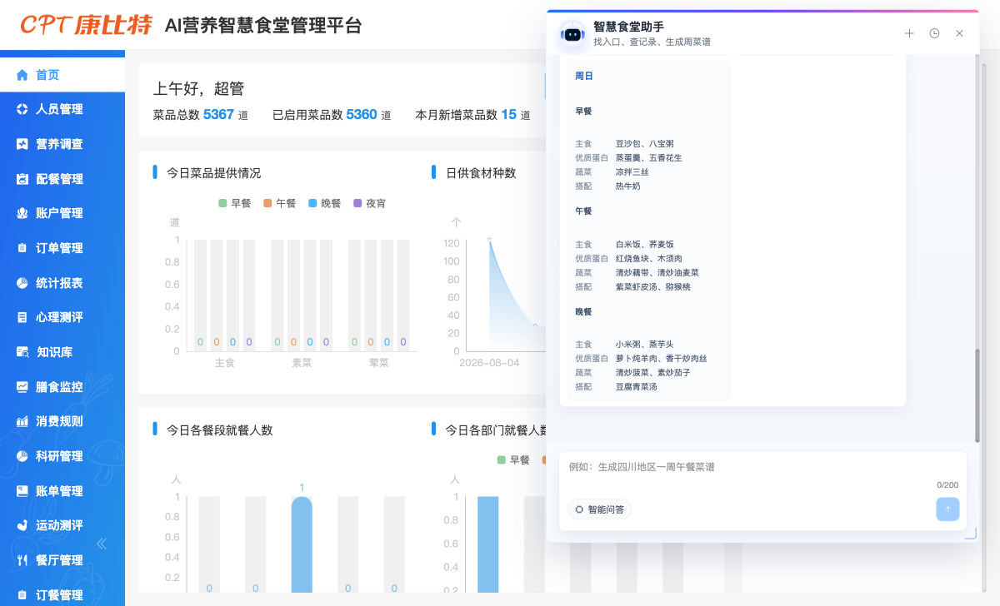 CPT 康比特 AI营养智慧食堂管理平台
首页
人员管理
营养调查
配餐管理
账户管理
订单管理
统计报表
心理测评
知识库
膳食监控
消费规则
科研管理
账单管理
运动测评
餐厅管理
订餐管理
上午好，超管
菜品总数 5367 道 已启用菜品数 5360 道 本月新增菜品数 15 道
今日菜品提供情况
早餐 午餐 晚餐 夜宵
道
1
0.8
0.6
0.4
0.2
0
0 0 0 0 0 0 0 0 0 0 0 0
主食 素菜 荤菜
日供食材种数
个
120
100
80
60
40
20
0
2026-08-04
今日各餐段就餐人数
人
1
0.8
0.6
0.4
0.2
0 0 1 0 0
今日各部门就餐人数
早餐
人
1
0.8
0.6
0.4
0.2
智慧食堂助手
找入口、查记录、生成周菜谱
周日
早餐
主食 豆沙包、八宝粥
优质蛋白 蒸蛋羹、五香花生
蔬菜 凉拌三丝
搭配 热牛奶
午餐
主食 白米饭、荞麦饭
优质蛋白 红烧鱼块、木须肉
蔬菜 清炒藕带、清炒油麦菜
搭配 紫菜虾皮汤、猕猴桃
晚餐
主食 小米粥、蒸芋头
优质蛋白 萝卜炖羊肉、香干炒肉丝
蔬菜 清炒菠菜、素炒茄子
搭配 豆腐青菜汤
例如：生成四川地区一周午餐菜谱
0/200
智能问答